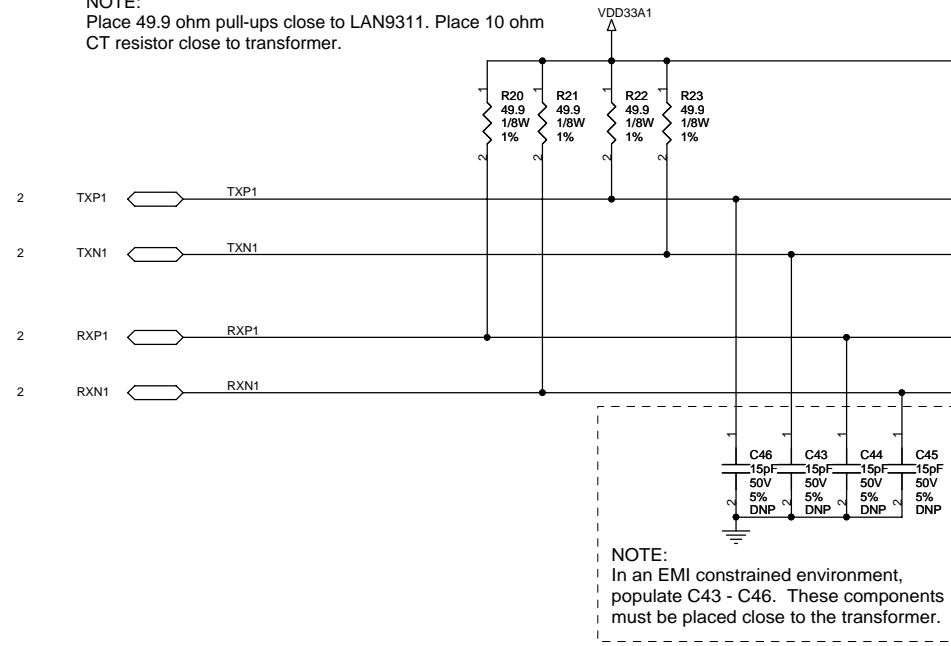 NOTE:
Place 49.9 ohm pull-ups close to LAN9311. Place 10 ohm
CT resistor close to transformer.
VDD33A1
1
R20
49.9
1/8W
1%
2
1
R21
49.9
1/8W
1%
2
1
R22
49.9
1/8W
1%
2
1
R23
49.9
1/8W
1%
2
2 TXP1 TXP1
2 TXN1 TXN1
2 RXP1 RXP1
2 RXN1 RXN1
1
C46
15pF
50V
5%
DNP
2
1
C43
15pF
50V
5%
DNP
2
1
C44
15pF
50V
5%
DNP
2
1
C45
15pF
50V
5%
DNP
2
NOTE:
In an EMI constrained environment,
populate C43 - C46. These components
must be placed close to the transformer.